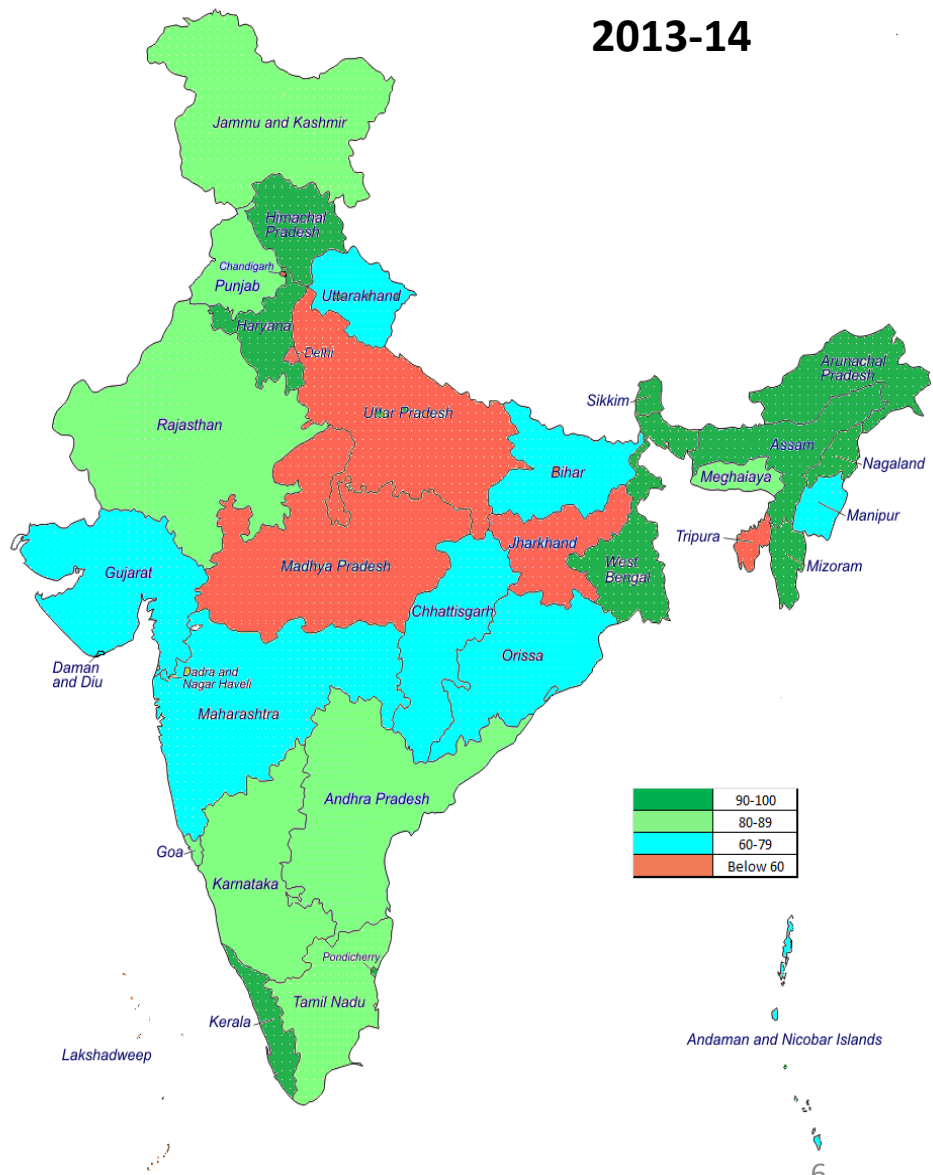 2013-14
Jammu and Kashmir
Himachal
Pradesh
Chandigarh
Punjab
Uttarakhand
Haryana
Delhi
Arunachal
Pradesh
Sikkim
Uttar Pradesh
Rajasthan
Assam
Nagaland
Bihar
Meghaiaya
Manipur
Tripura
Jharkhand
Gujarat
Madhya Pradesh
West
Bengal
Mizoram
Chhattisgarh
Orissa
Daman
and Diu
Dadra and
Nagar Haveli
Maharashtra
Andhra Pradesh
90-100
80-89
60-79
Below 60
Goa
Karnataka
Pondicherry
Tamil Nadu
Kerala
Lakshadweep
Andaman and Nicobar Islands
6